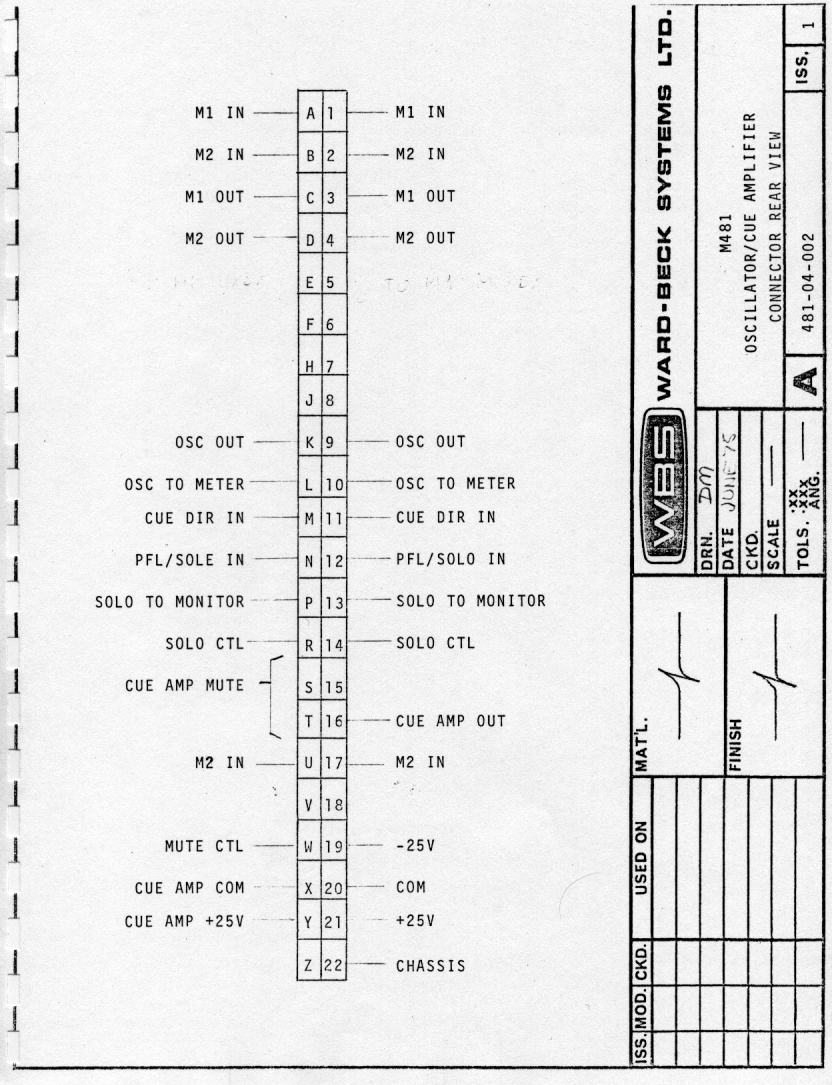 M1 IN A 1 M1 IN
M2 IN B 2 M2 IN
M1 OUT C 3 M1 OUT
M2 OUT D 4 M2 OUT
E 5
F 6
H 7
J 8
OSC OUT K 9 OSC OUT
OSC TO METER L 10 OSC TO METER
CUE DIR IN M 11 CUE DIR IN
PFL/SOLE IN N 12 PFL/SOLO IN
SOLO TO MONITOR P 13 SOLO TO MONITOR
SOLO CTL R 14 SOLO CTL
CUE AMP MUTE S 15
T 16 CUE AMP OUT
M2 IN U 17 M2 IN
V 18
MUTE CTL W 19 -25V
CUE AMP COM X 20 COM
CUE AMP +25V Y 21 +25V
Z 22 CHASSIS
WBS WARD-BECK SYSTEMS LTD.
M481
OSCILLATOR/CUE AMPLIFIER
CONNECTOR REAR VIEW
A 481-04-002 ISS. 1
DRN. DM
DATE JUNE 75
CKD.
SCALE —
TOLS. .XX
.XXX
ANG. —
MAT'L.
FINISH
USED ON
ISS. MOD. CKD.